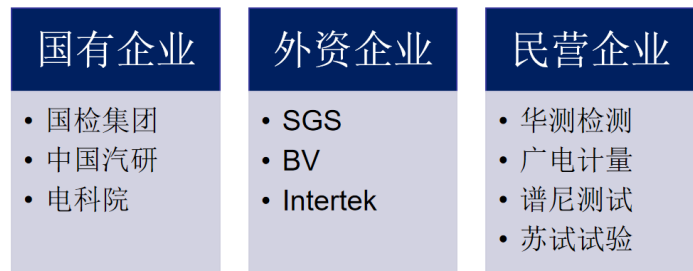 国有企业
• 国检集团
• 中国汽研
• 电科院
外资企业
• SGS
• BV
• Intertek
民营企业
• 华测检测
• 广电计量
• 谱尼测试
• 苏试试验